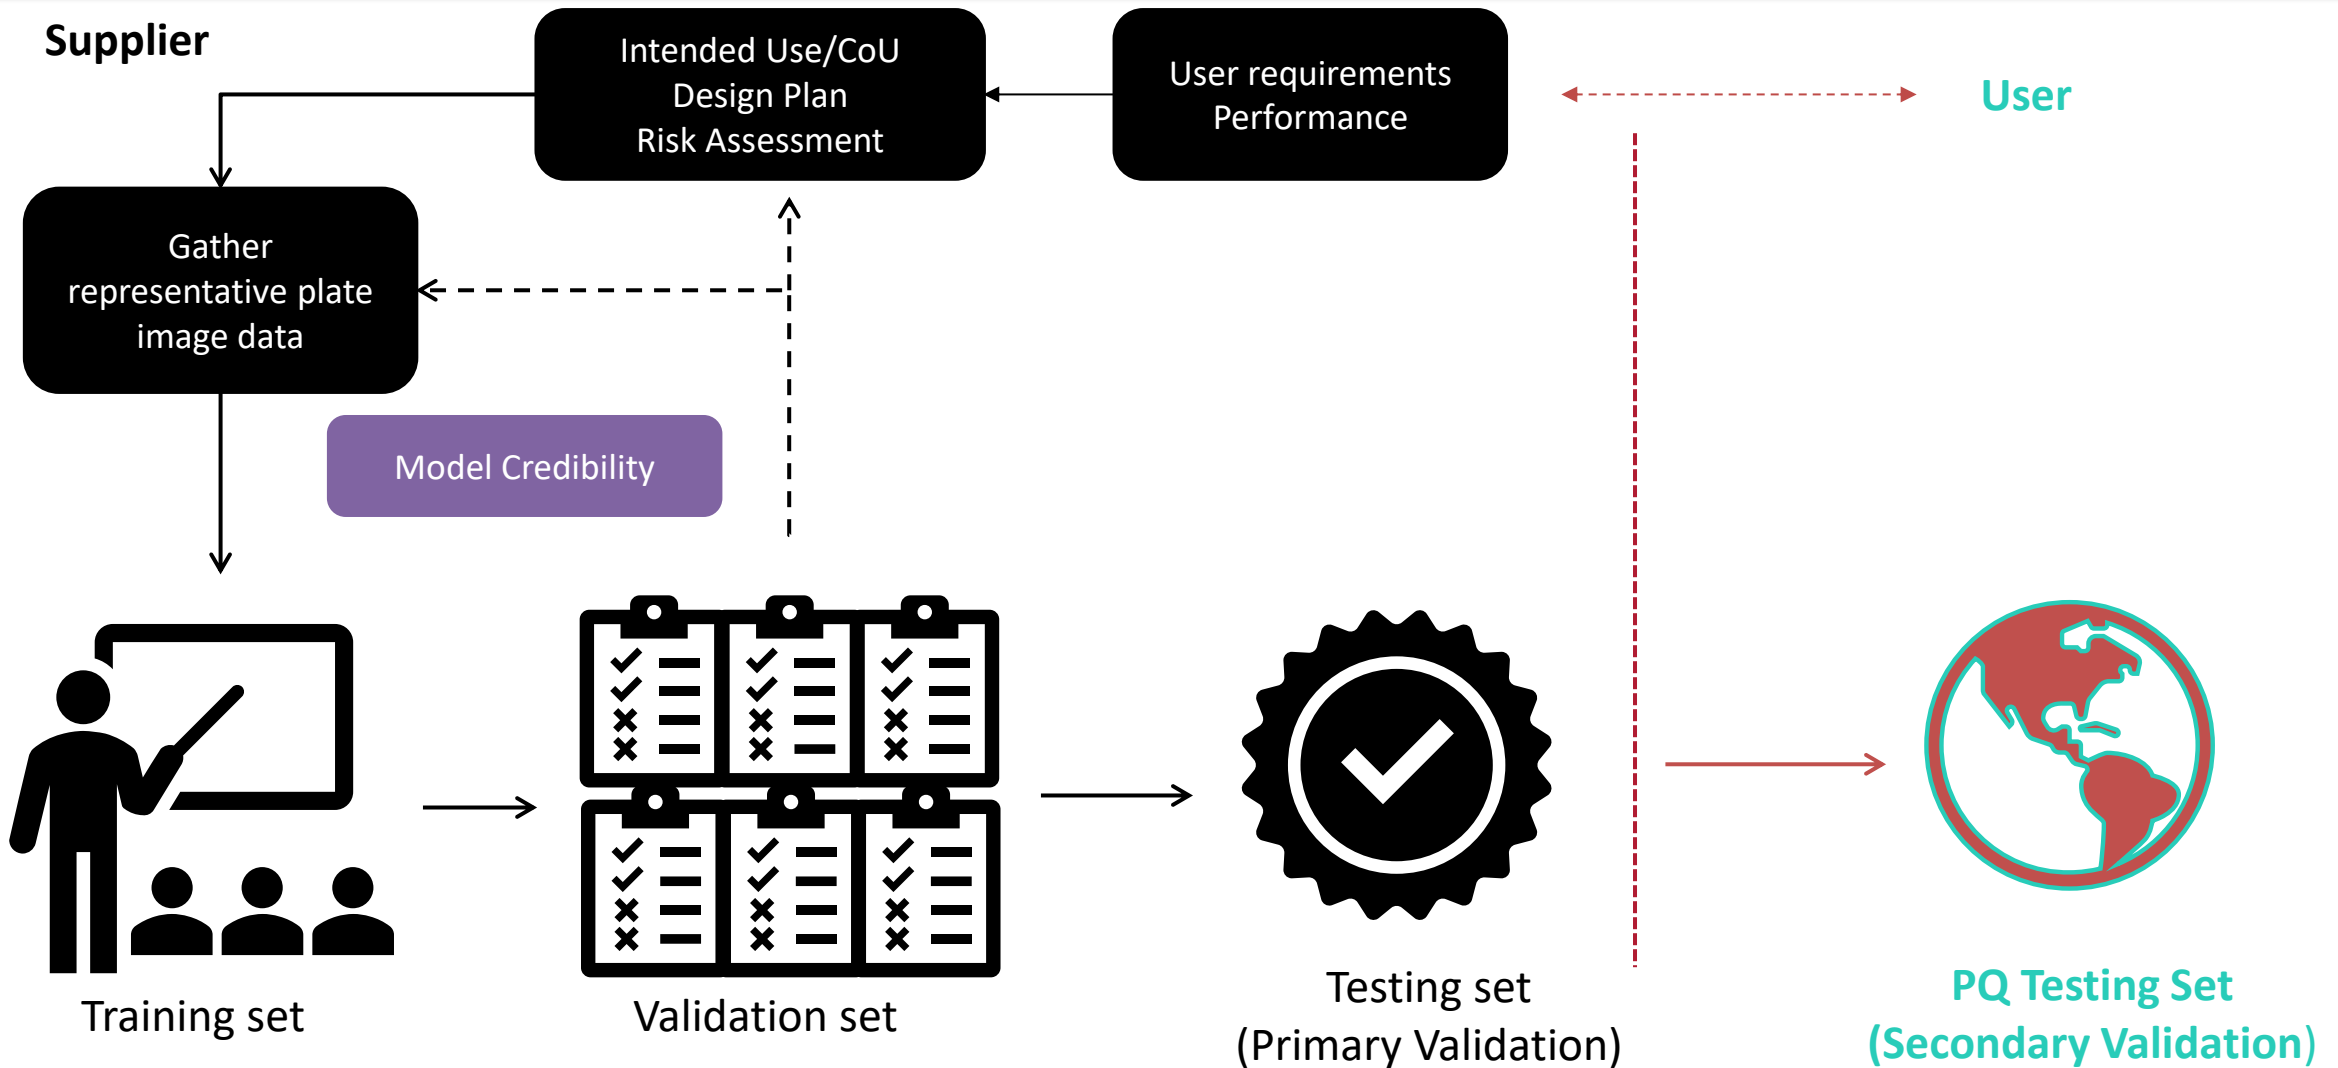 Supplier
Intended Use/CoU
Design Plan
Risk Assessment
User requirements
Performance
User
Gather
representative plate
image data
Model Credibility
Training set
Validation set
Testing set
(Primary Validation)
PQ Testing Set
(Secondary Validation)